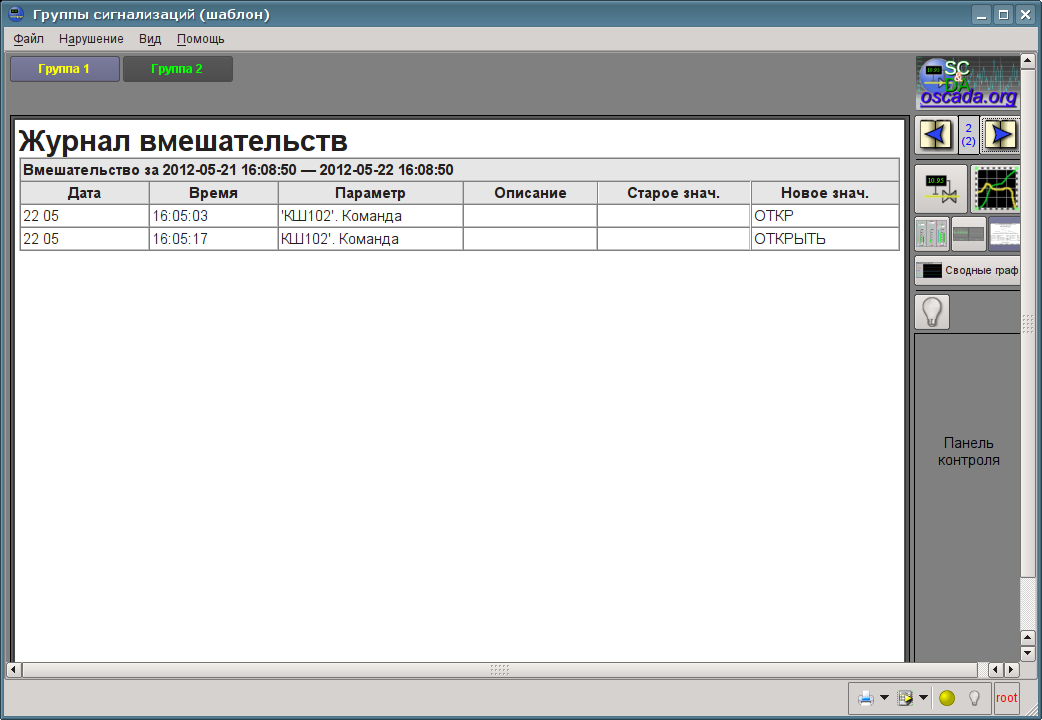 Группы сигнализаций (шаблон)
Файл Нарушение Вид Помощь
Группа 1 Группа 2
SC
&
DA
oscada.org
Журнал вмешательств
2
(2)
Вмешательство за 2012-05-21 16:08:50 — 2012-05-22 16:08:50
Дата Время Параметр Описание Старое знач. Новое знач.
22 05 16:05:03 'КШ102'. Команда ОТКР
22 05 16:05:17 КШ102'. Команда ОТКРЫТЬ
10.95
Сводные граф
Панель
контроля
root